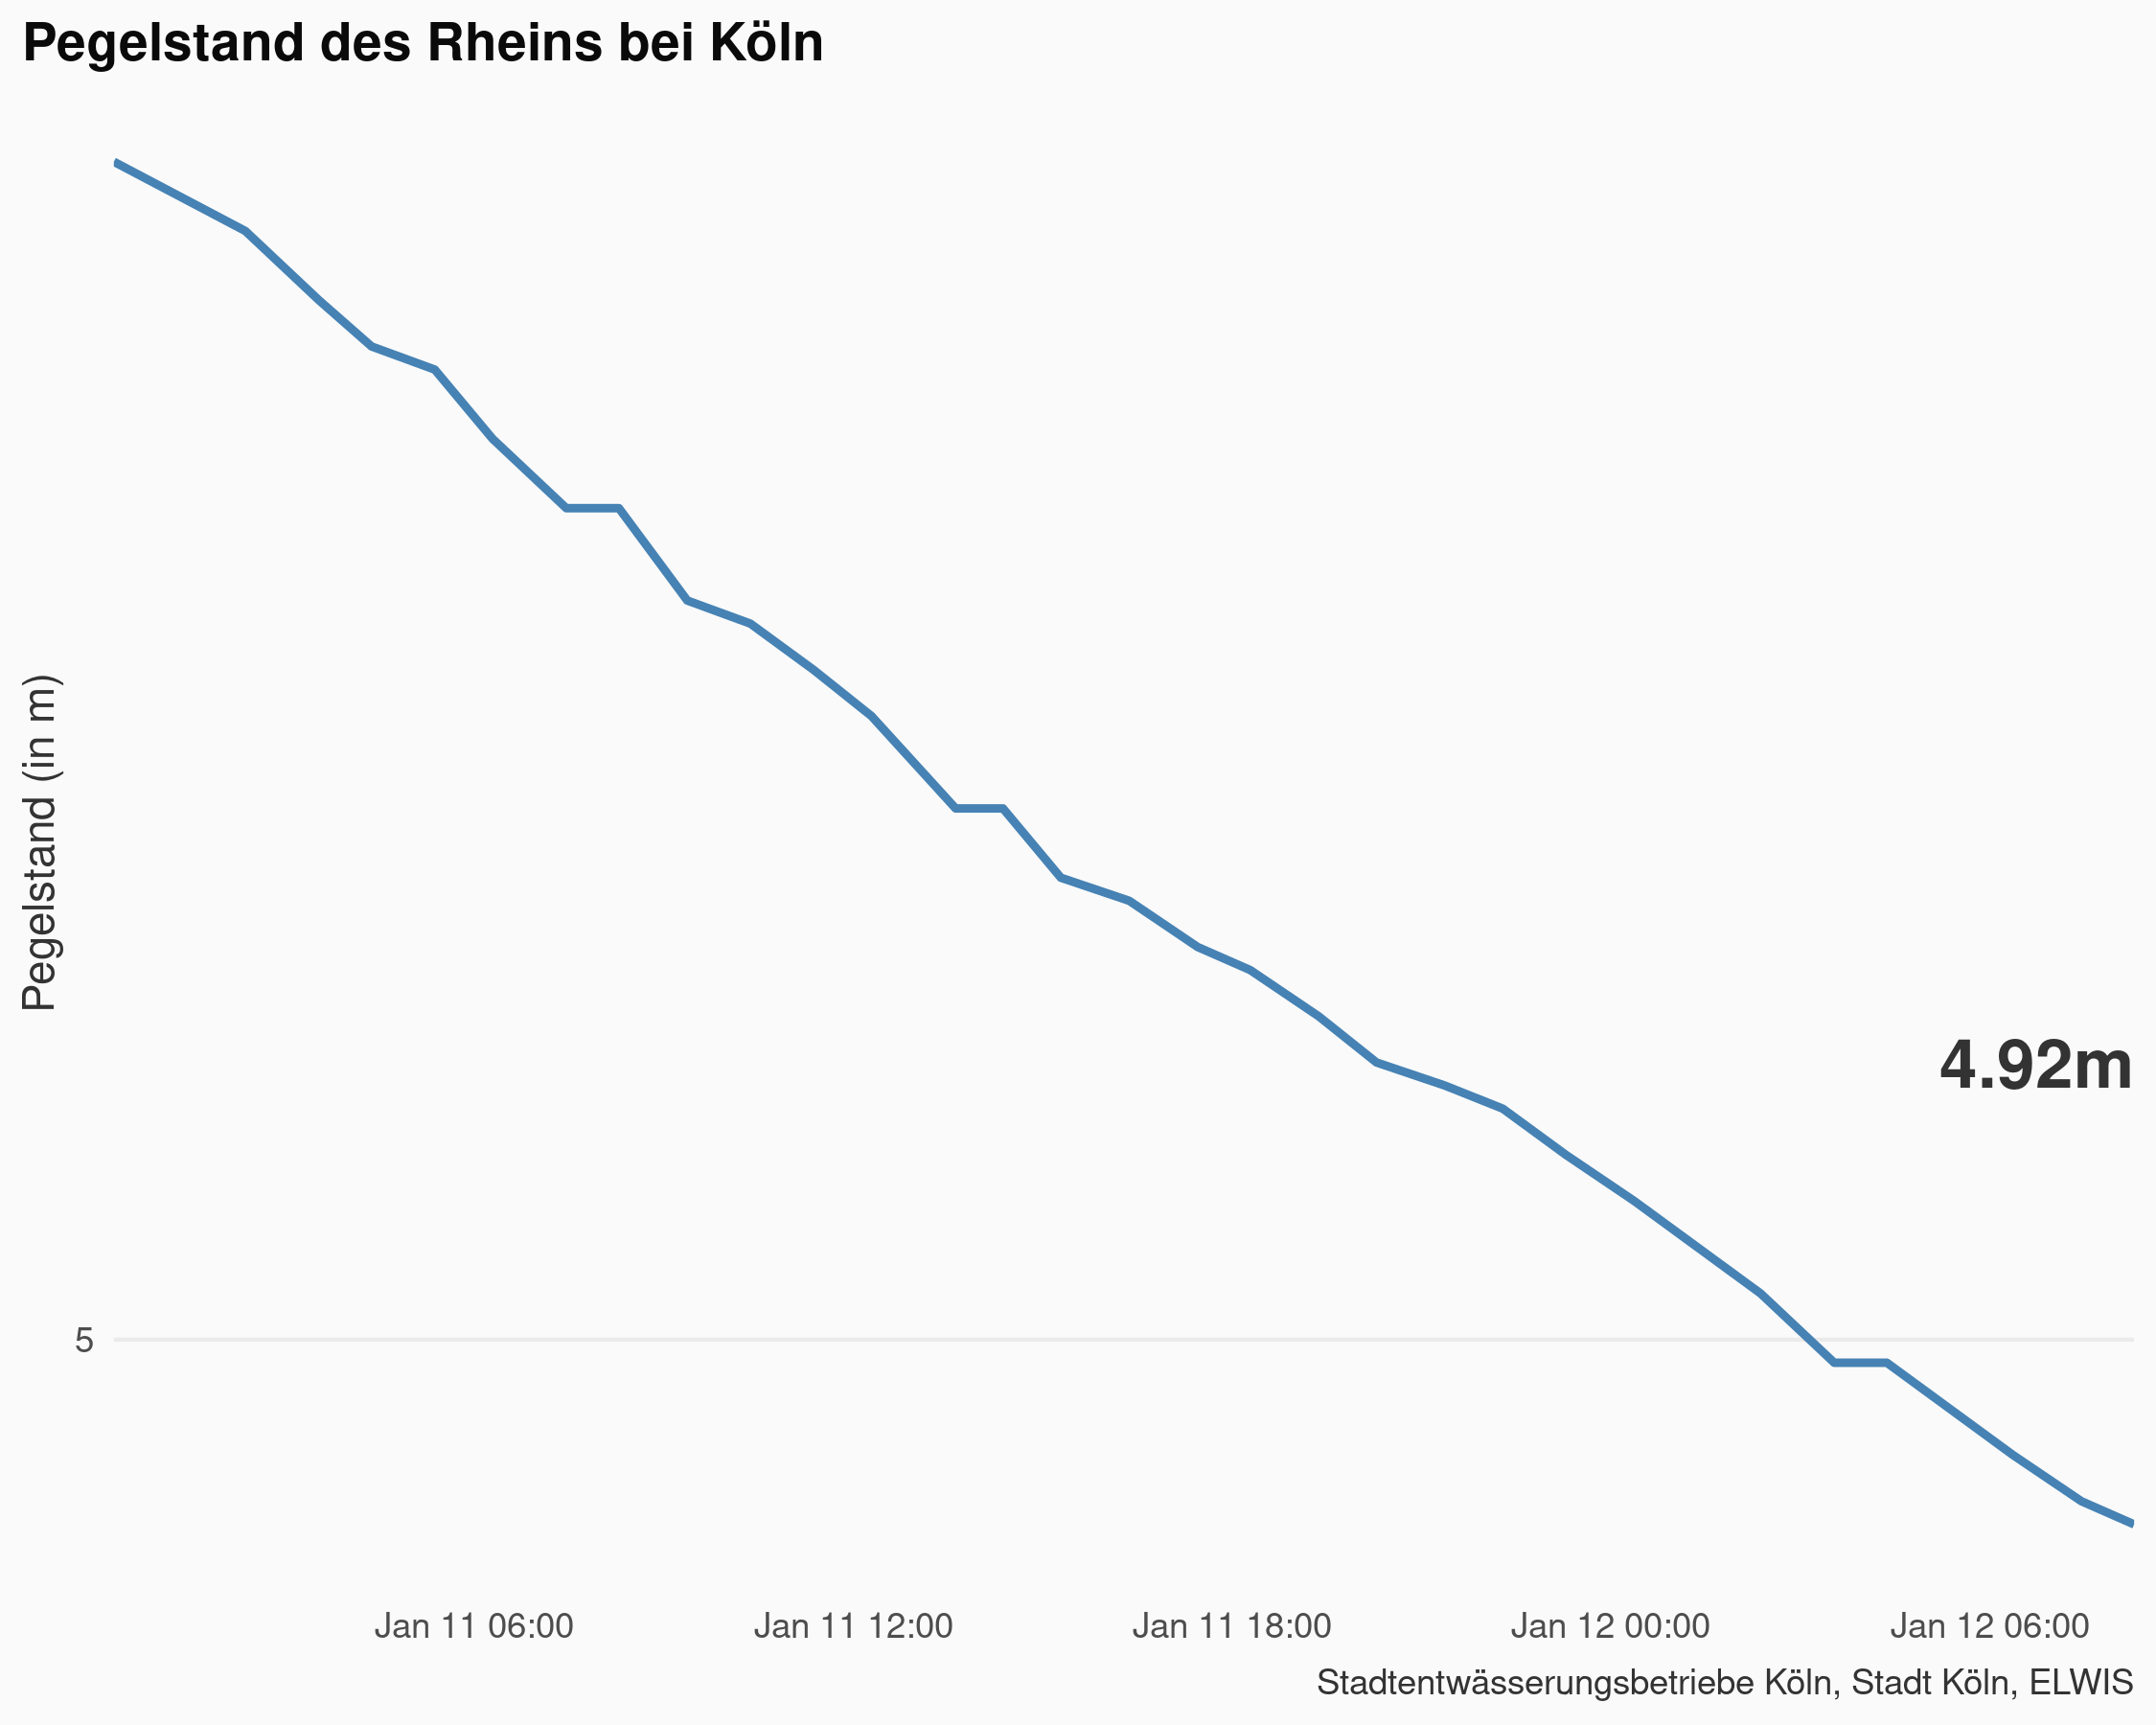 Pegelstand des Rheins bei Köln
Pegelstand (in m)
4.92m
5
Jan 11 06:00
Jan 11 12:00
Jan 11 18:00
Jan 12 00:00
Jan 12 06:00
Stadtentwässerungsbetriebe Köln, Stadt Köln, ELWIS